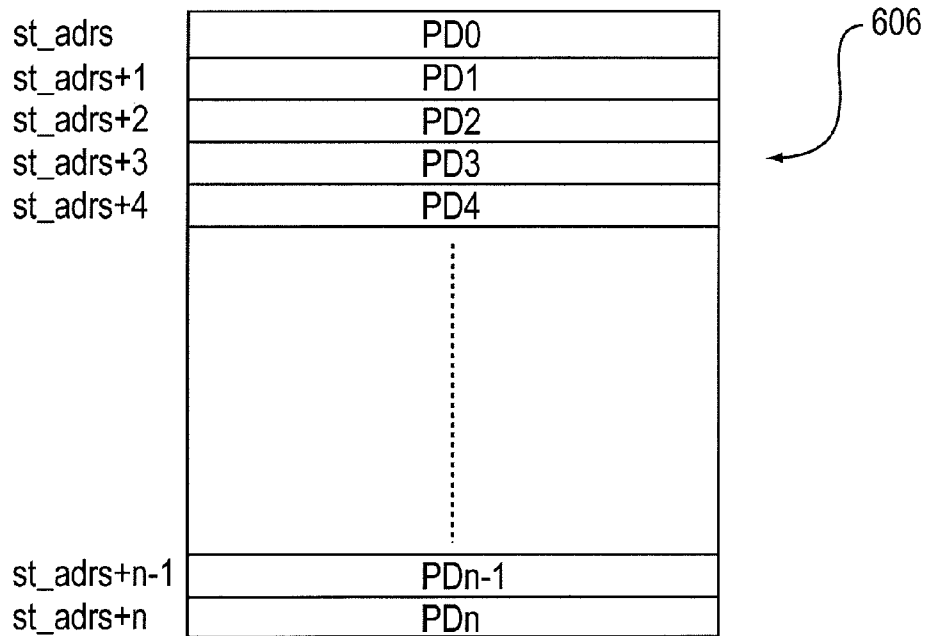 st_adrs PD0 606
st_adrs+1 PD1
st_adrs+2 PD2
st_adrs+3 PD3
st_adrs+4 PD4
st_adrs+n-1 PDn-1
st_adrs+n PDn